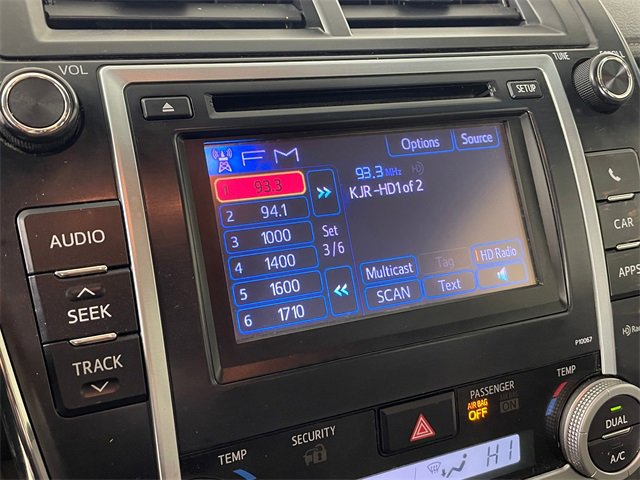 VOL
TUNE
SCROLL
SETUP
FM
Options
Source
1 93.3
2 94.1
3 1000
4 1400
5 1600
6 1710
Set
3/6
93.3 MHz
KJR -HD1 of 2
Multicast
Tag
HD Radio
SCAN
Text
AUDIO
SEEK
TRACK
CAR
APPS
P10067
TEMP
SECURITY
PASSENGER
AIR BAG
OFF
ON
TEMP
DUAL
A/C
HI